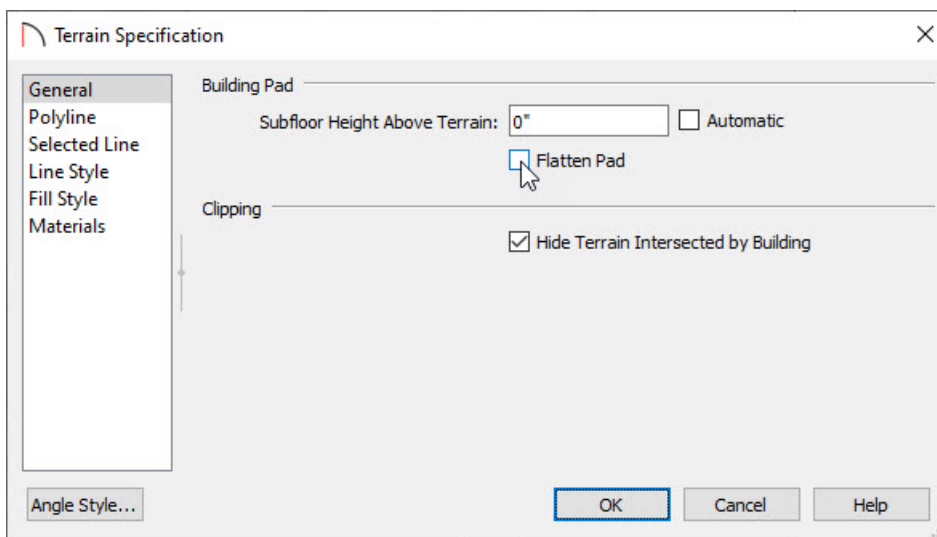 Terrain Specification
General
Polyline
Selected Line
Line Style
Fill Style
Materials
Building Pad
Subfloor Height Above Terrain: 0" Automatic
Flatten Pad
Clipping
Hide Terrain Intersected by Building
Angle Style... OK Cancel Help